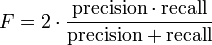 F = 2 · precision · recall / precision + recall